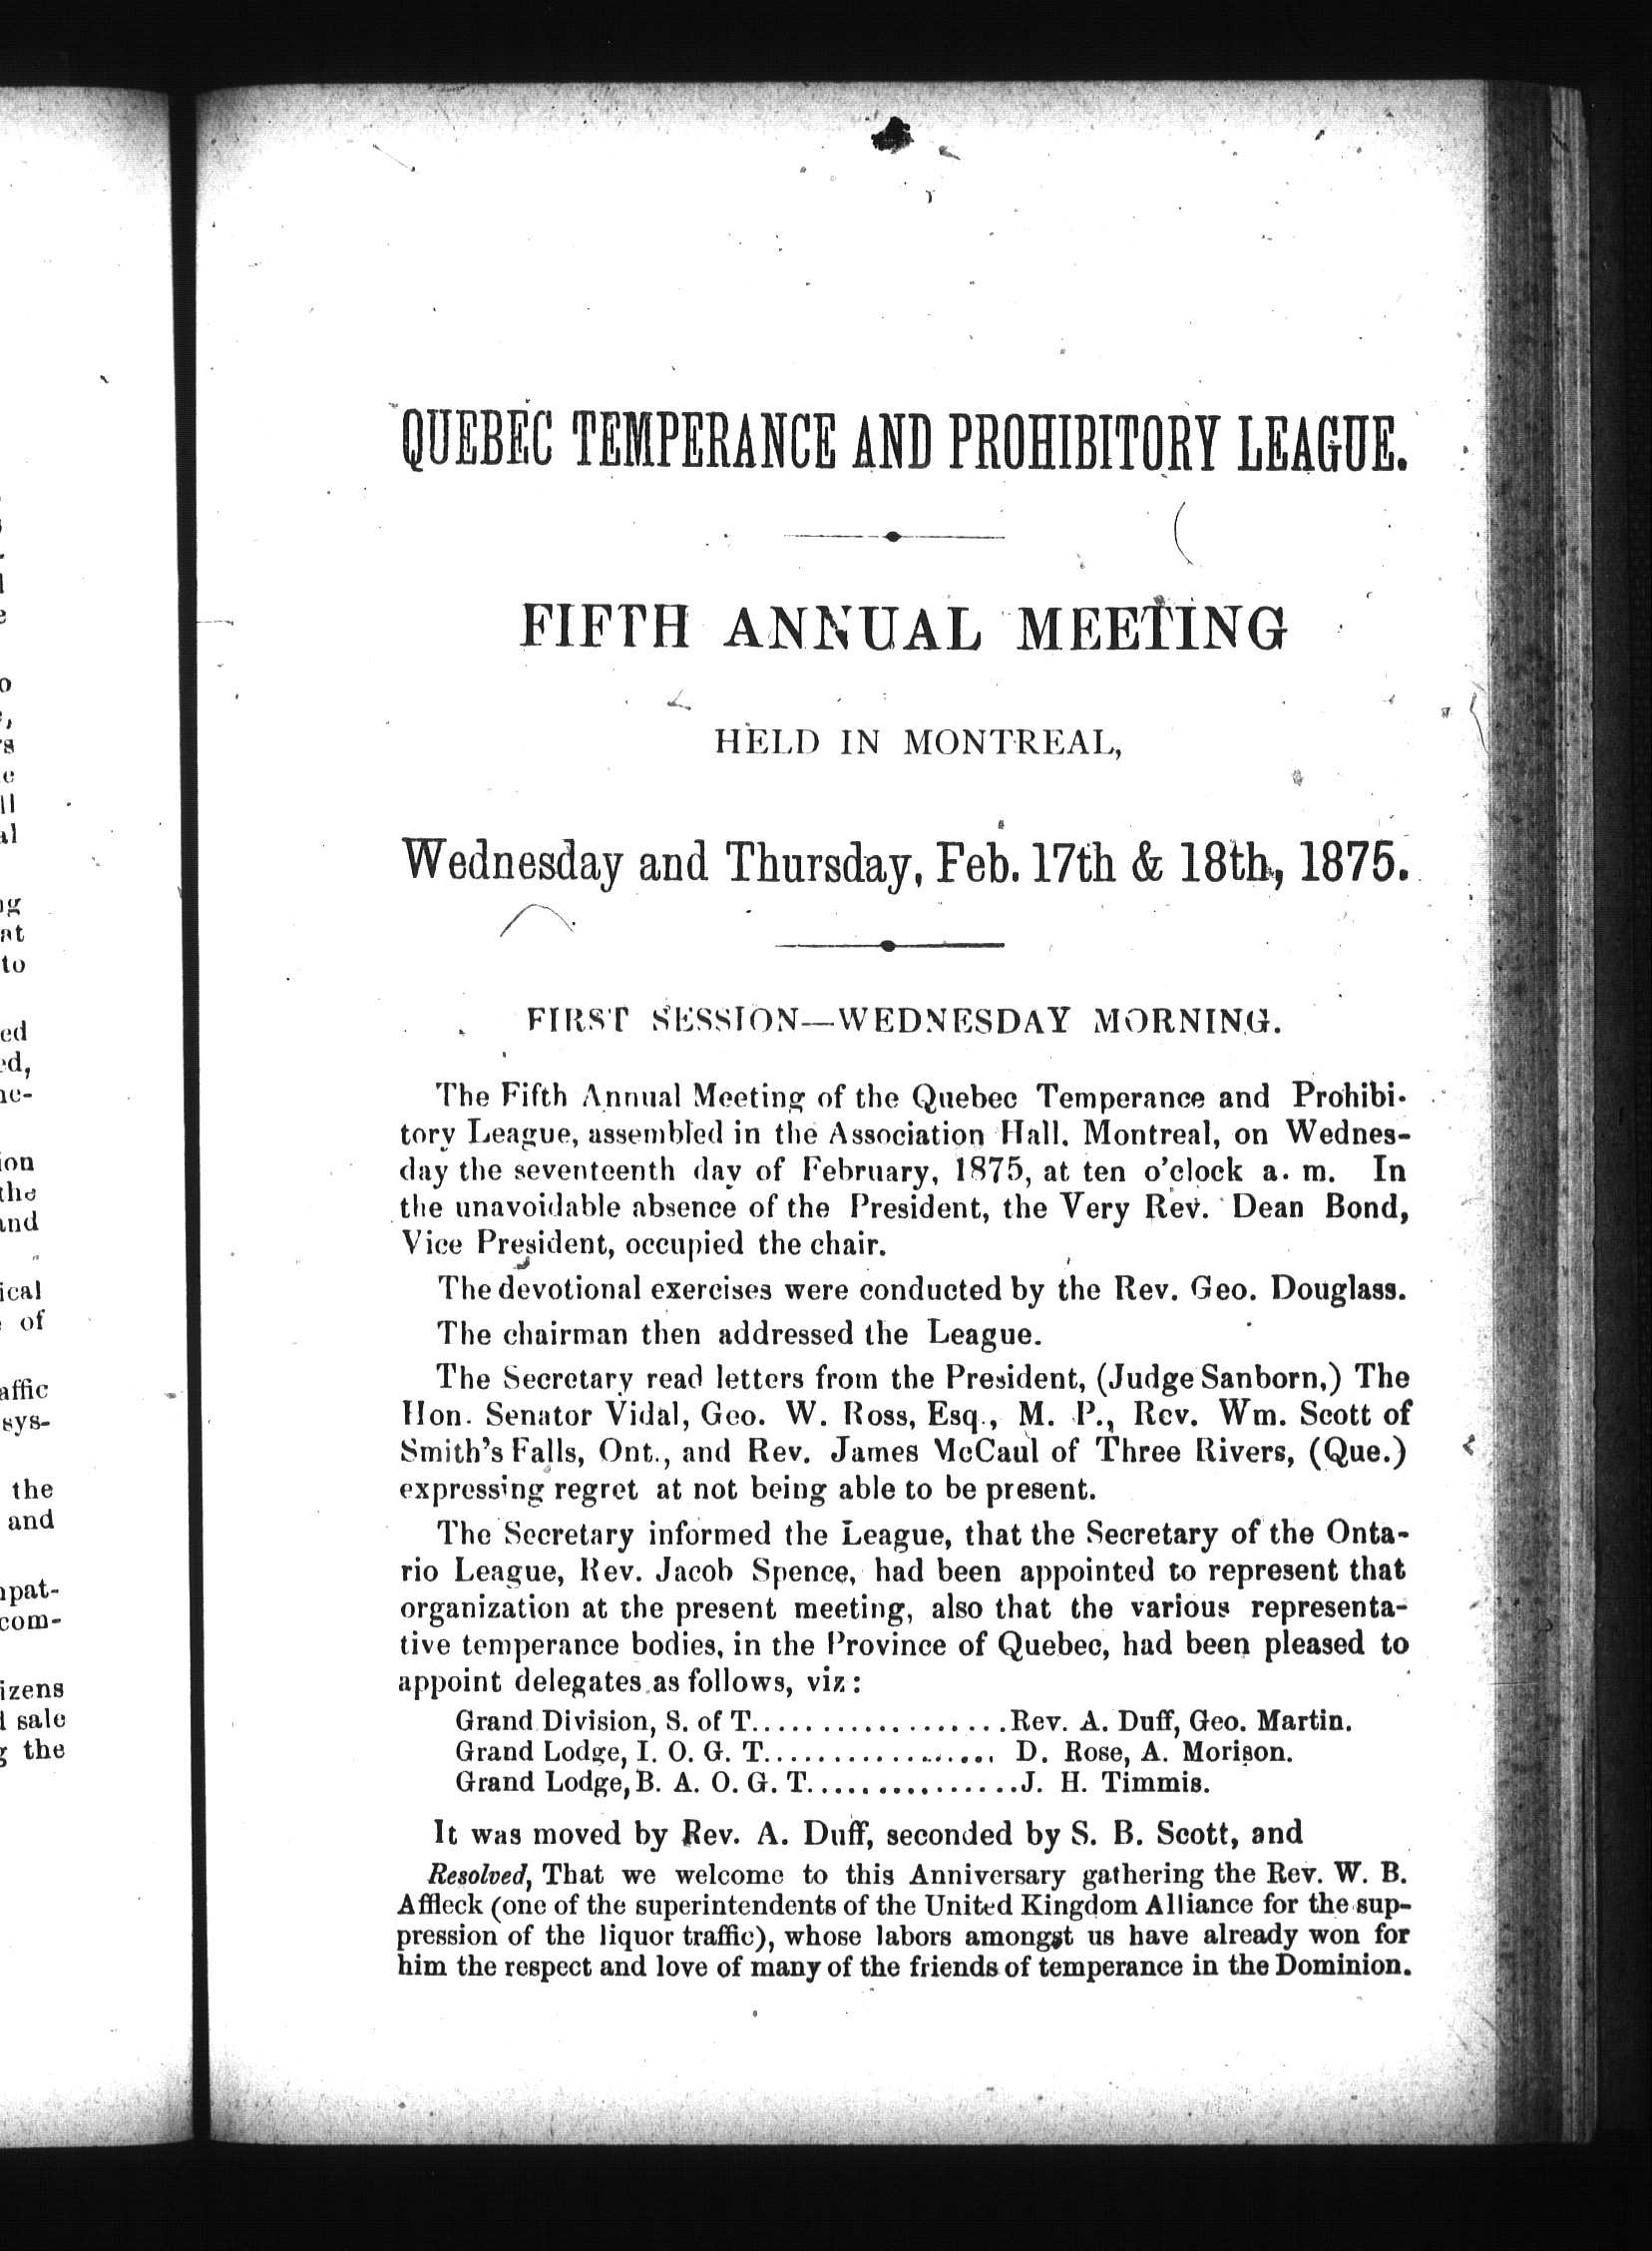 QUEBEC TEMPERANCE AND PROHIBITORY LEAGUE.
FIFTH ANNUAL MEETING
HELD IN MONTREAL,
Wednesday and Thursday, Feb. 17th & 18th, 1875.
FIRST SESSION—WEDNESDAY MORNING.
The Fifth Annual Meeting of the Quebec Temperance and Prohibi-
tory League, assembled in the Association Hall. Montreal, on Wednes-
day the seventeenth day of February, 1875, at ten o'clock a. m. In
the unavoidable absence of the President, the Very Rev. Dean Bond,
Vice President, occupied the chair.
The devotional exercises were conducted by the Rev. Geo. Douglass.
The chairman then addressed the League.
The Secretary read letters from the President, (Judge Sanborn,) The
Hon. Senator Vidal, Geo. W. Ross, Esq., M. P., Rev. Wm. Scott of
Smith's Falls, Ont., and Rev. James McCaul of Three Rivers, (Que.)
expressing regret at not being able to be present.
The Secretary informed the League, that the Secretary of the Onta-
rio League, Rev. Jacob Spence, had been appointed to represent that
organization at the present meeting, also that the various representa-
tive temperance bodies, in the Province of Quebec, had been pleased to
appoint delegates as follows, viz:
Grand Division, S. of T...................Rev. A. Duff, Geo. Martin.
Grand Lodge, I. O. G. T................. D. Rose, A. Morison.
Grand Lodge, B. A. O. G. T................J. H. Timmis.
It was moved by Rev. A. Duff, seconded by S. B. Scott, and
Resolved, That we welcome to this Anniversary gathering the Rev. W. B.
Affleck (one of the superintendents of the United Kingdom Alliance for the sup-
pression of the liquor traffic), whose labors amongst us have already won for
him the respect and love of many of the friends of temperance in the Dominion.